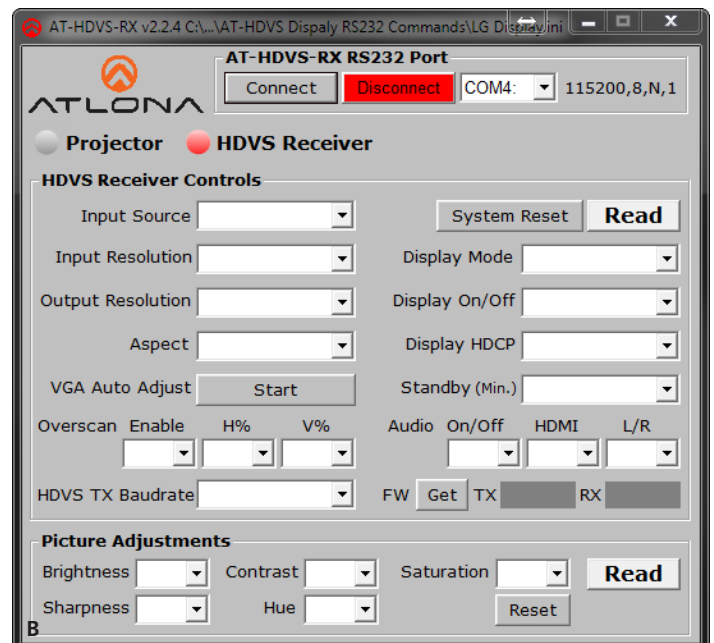 AT-HDVS-RX v2.2.4 C:\...\AT-HDVS Dispaly RS232 Commands\LG Display.ini
AT-HDVS-RX RS232 Port
ATLONA
Connect Disconnect COM4: 115200,8,N,1
Projector HDVS Receiver
HDVS Receiver Controls
Input Source System Reset Read
Input Resolution Display Mode
Output Resolution Display On/Off
Aspect Display HDCP
VGA Auto Adjust Start Standby (Min.)
Overscan Enable H% V% Audio On/Off HDMI L/R
HDVS TX Baudrate FW Get TX RX
Picture Adjustments
Brightness Contrast Saturation Read
Sharpness Hue Reset
B